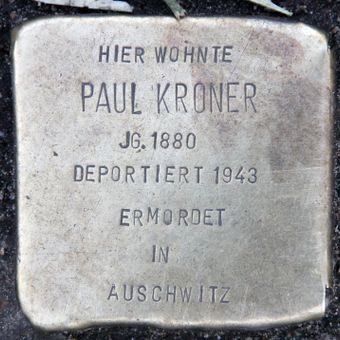 HIER WOHNTE
PAUL KRONER
JG. 1880
DEPORTIERT 1943
ERMORDET
IN
AUSCHWITZ